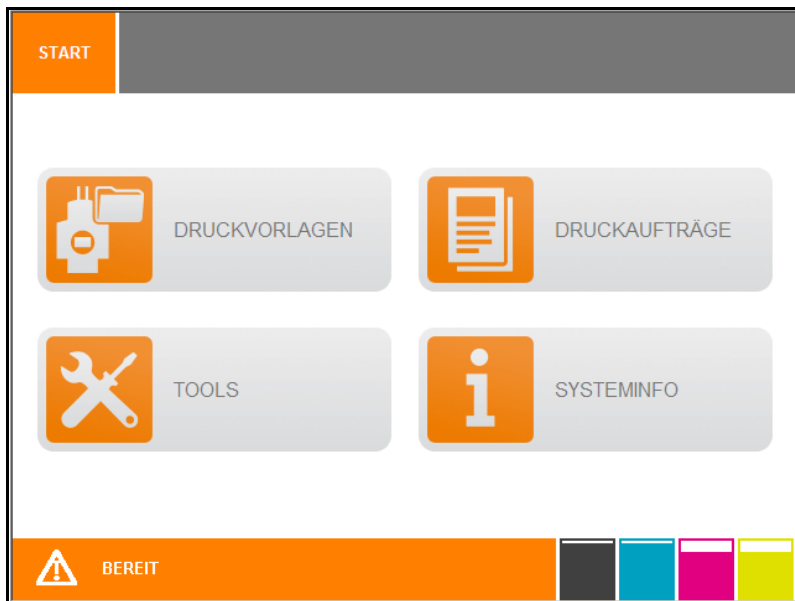 START
DRUCKVORLAGEN
DRUCKAUFTRÄGE
TOOLS
SYSTEMINFO
BEREIT